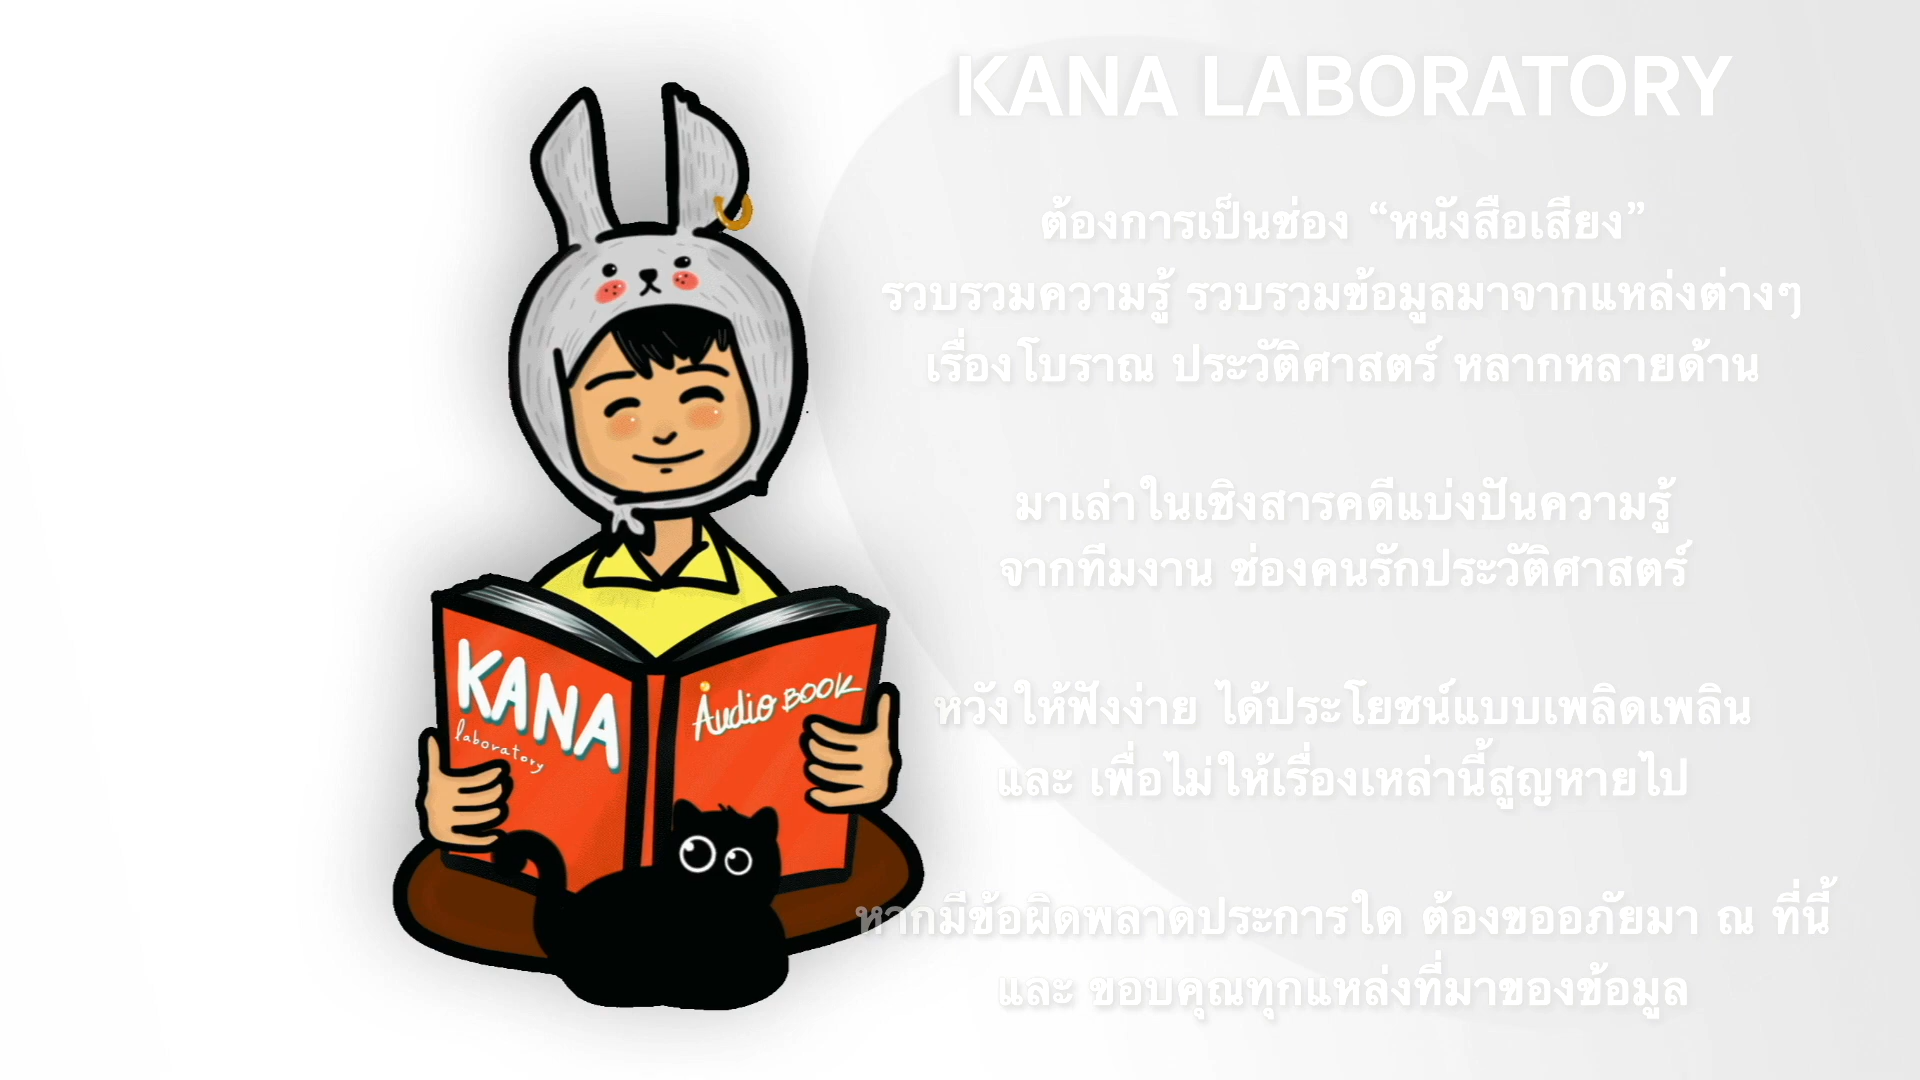 KANA LABORATORY
ต้องการเป็นช่อง “หนังสือเสียง”
รวบรวมความรู้ รวบรวมข้อมูลมาจากแหล่งต่างๆ
เรื่องโบราณ ประวัติศาสตร์ หลากหลายด้าน
มาเล่าในเชิงสารคดีแบ่งปันความรู้
จากทีมงาน ช่องคนรักประวัติศาสตร์
หวังให้ฟังง่าย ได้ประโยชน์แบบเพลิดเพลิน
และ เพื่อไม่ให้เรื่องเหล่านี้สูญหายไป
หากมีข้อผิดพลาดประการใด ต้องขออภัยมา ณ ที่นี้
และ ขอบคุณทุกแหล่งที่มาของข้อมูล
KANA
laboratory
Audio BOOK